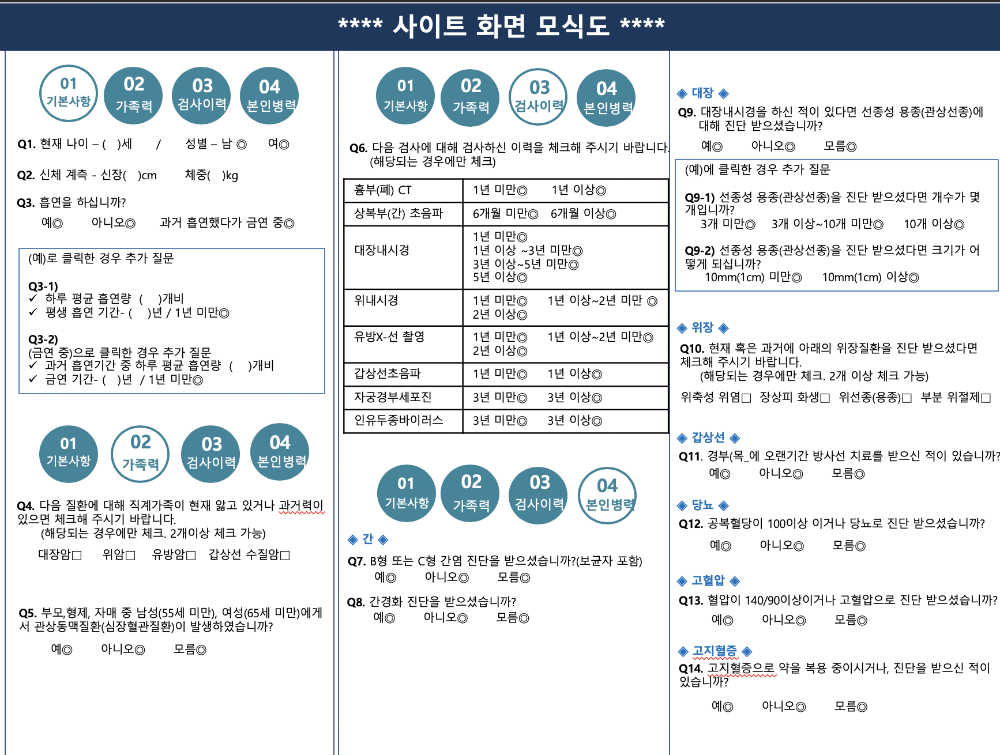 **** 사이트 화면 모식도 ****
01 02 03 04
기본사항 가족력 검사이력 본인병력
Q1. 현재 나이 – ( )세 / 성별 – 남 ◎ 여◎
Q2. 신체 계측 - 신장( )cm 체중( )kg
Q3. 흡연을 하십니까?
예◎ 아니오◎ 과거 흡연했다가 금연 중◎
(예)로 클릭한 경우 추가 질문
Q3-1)
✓ 하루 평균 흡연량 ( )개비
✓ 평생 흡연 기간- ( )년 / 1년 미만◎
Q3-2)
(금연 중)으로 클릭한 경우 추가 질문
✓ 과거 흡연기간 중 하루 평균 흡연량 ( )개비
✓ 금연 기간- ( )년 / 1년 미만◎
01 02 03 04
기본사항 가족력 검사이력 본인병력
Q4. 다음 질환에 대해 직계가족이 현재 앓고 있거나 과거력이
있으면 체크해 주시기 바랍니다.
(해당되는 경우에만 체크. 2개이상 체크 가능)
대장암□ 위암□ 유방암□ 갑상선 수질암□
Q5. 부모,형제, 자매 중 남성(55세 미만), 여성(65세 미만)에게
서 관상동맥질환(심장혈관질환)이 발생하였습니까?
예◎ 아니오◎ 모름◎
01 02 03 04
기본사항 가족력 검사이력 본인병력
Q6. 다음 검사에 대해 검사하신 이력을 체크해 주시기 바랍니다.
(해당되는 경우에만 체크)
흉부(폐) CT 1년 미만◎ 1년 이상◎
상복부(간) 초음파 6개월 미만◎ 6개월 이상◎
대장내시경 1년 미만◎
1년 이상 ~3년 미만◎
3년 이상~5년 미만◎
5년 이상◎
위내시경 1년 미만◎ 1년 이상~2년 미만 ◎
2년 이상◎
유방X-선 촬영 1년 미만◎ 1년 이상~2년 미만◎
2년 이상◎
갑상선초음파 1년 미만◎ 1년 이상◎
자궁경부세포진 3년 미만◎ 3년 이상◎
인유두종바이러스 3년 미만◎ 3년 이상◎
01 02 03 04
기본사항 가족력 검사이력 본인병력
◈ 간 ◈
Q7. B형 또는 C형 간염 진단을 받으셨습니까?(보균자 포함)
예◎ 아니오◎ 모름◎
Q8. 간경화 진단을 받으셨습니까?
예◎ 아니오◎ 모름◎
◈ 대장 ◈
Q9. 대장내시경을 하신 적이 있다면 선종성 용종(관상선종)에
대해 진단 받으셨습니까?
예◎ 아니오◎ 모름◎
(예)에 클릭한 경우 추가 질문
Q9-1) 선종성 용종(관상선종)을 진단 받으셨다면 개수가 몇
개입니까?
3개 미만◎ 3개 이상~10개 미만◎ 10개 이상◎
Q9-2) 선종성 용종(관상선종)을 진단 받으셨다면 크기가 어
떻게 되십니까?
10mm(1cm) 미만◎ 10mm(1cm) 이상◎
◈ 위장 ◈
Q10. 현재 혹은 과거에 아래의 위장질환을 진단 받으셨다면
체크해 주시기 바랍니다.
(해당되는 경우에만 체크. 2개 이상 체크 가능)
위축성 위염□ 장상피 화생□ 위선종(용종)□ 부분 위절제□
◈ 갑상선 ◈
Q11. 경부(목_에 오랜기간 방사선 치료를 받으신 적이 있습니까?
예◎ 아니오◎ 모름◎
◈ 당뇨 ◈
Q12. 공복혈당이 100이상 이거나 당뇨로 진단 받으셨습니까?
예◎ 아니오◎ 모름◎
◈ 고혈압 ◈
Q13. 혈압이 140/90이상이거나 고혈압으로 진단 받으셨습니까?
예◎ 아니오◎ 모름◎
◈ 고지혈증 ◈
Q14. 고지혈증으로 약을 복용 중이시거나, 진단을 받으신 적이
있습니까?
예◎ 아니오◎ 모름◎